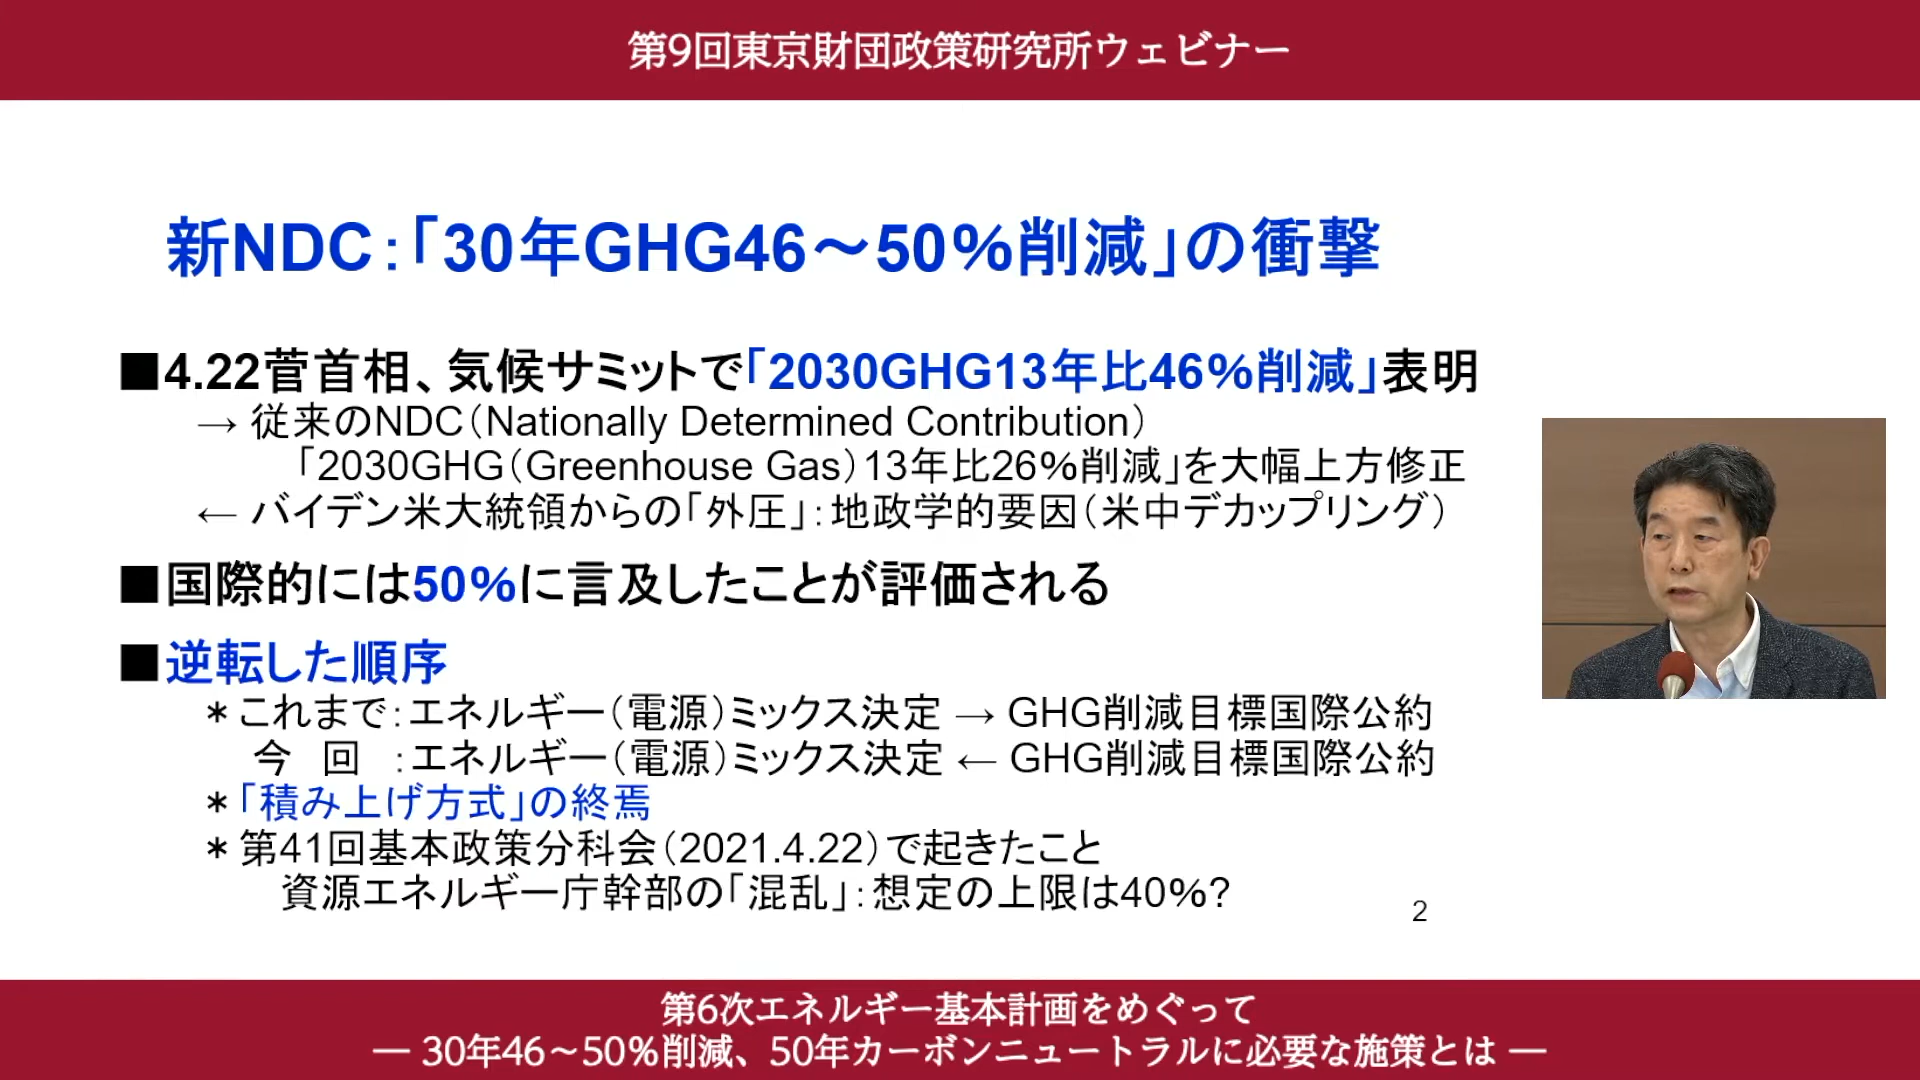 第9回東京財団政策研究所ウェビナー
新NDC：「30年GHG46～50％削減」の衝撃
■4.22菅首相、気候サミットで「2030GHG13年比46％削減」表明
→ 従来のNDC（Nationally Determined Contribution）
「2030GHG（Greenhouse Gas）13年比26％削減」を大幅上方修正
← バイデン米大統領からの「外圧」：地政学的要因（米中デカップリング）
■国際的には50％に言及したことが評価される
■逆転した順序
＊これまで：エネルギー（電源）ミックス決定 → GHG削減目標国際公約
今　回　：エネルギー（電源）ミックス決定 ← GHG削減目標国際公約
＊「積み上げ方式」の終焉
＊第41回基本政策分科会（2021.4.22）で起きたこと
資源エネルギー庁幹部の「混乱」：想定の上限は40％?
2
第6次エネルギー基本計画をめぐって
― 30年46～50％削減、50年カーボンニュートラルに必要な施策とは ―